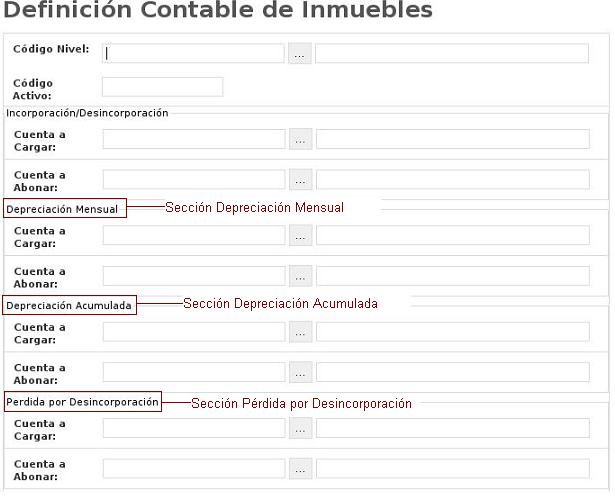 Definición Contable de Inmuebles
Código Nivel:
...
Código
Activo:
Incorporación/Desincorporación
Cuenta a
Cargar:
...
Cuenta a
Abonar:
...
Depreciación Mensual
Sección Depreciación Mensual
Cuenta a
Cargar:
...
Cuenta a
Abonar:
...
Depreciación Acumulada
Sección Depreciación Acumulada
Cuenta a
Cargar:
...
Cuenta a
Abonar:
...
Perdida por Desincorporación
Sección Pérdida por Desincorporación
Cuenta a
Cargar:
...
Cuenta a
Abonar:
...